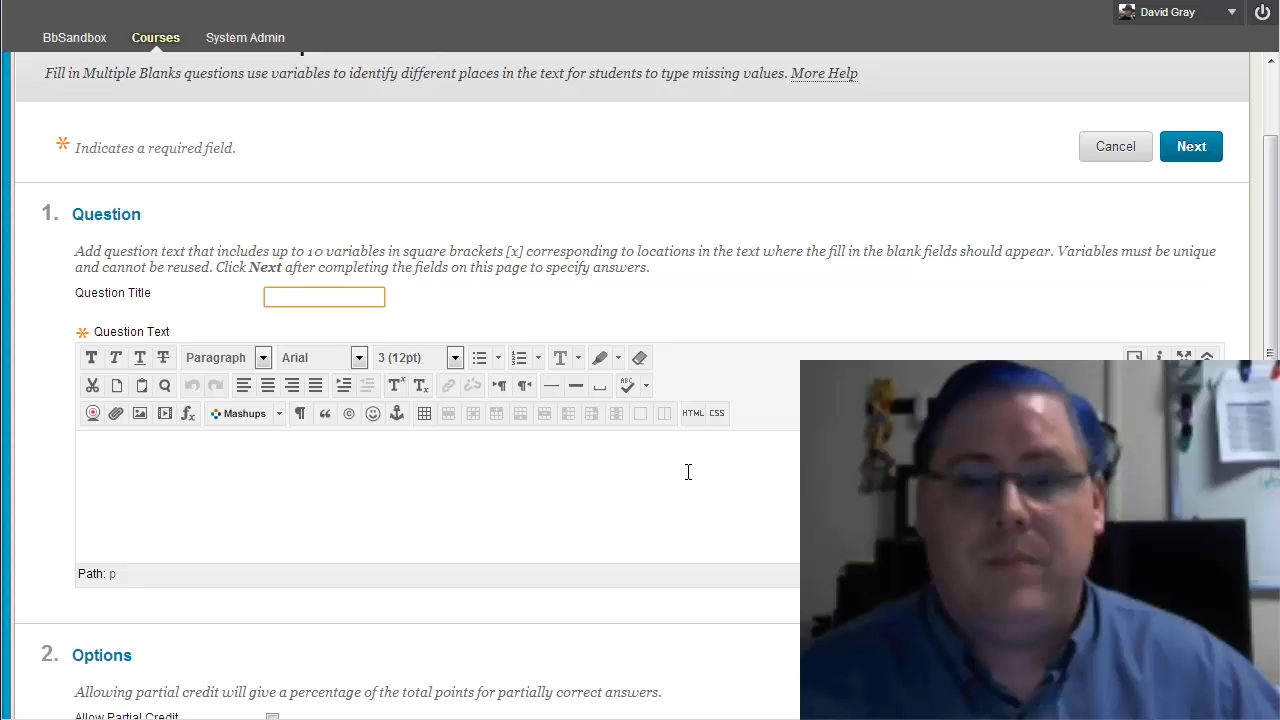 David Gray
BbSandbox Courses System Admin
Fill in Multiple Blanks questions use variables to identify different places in the text for students to type missing values. More Help
Indicates a required field.
Cancel Next
1. Question
Add question text that includes up to 10 variables in square brackets [x] corresponding to locations in the text where the fill in the blank fields should appear. Variables must be unique
and cannot be reused. Click Next after completing the fields on this page to specify answers.
Question Title
Question Text
T T T T Paragraph Arial 3 (12pt) T
Tx Tx ABC
fx Mashups HTML CSS
Path: p
2. Options
Allowing partial credit will give a percentage of the total points for partially correct answers.
Allow Partial Credit